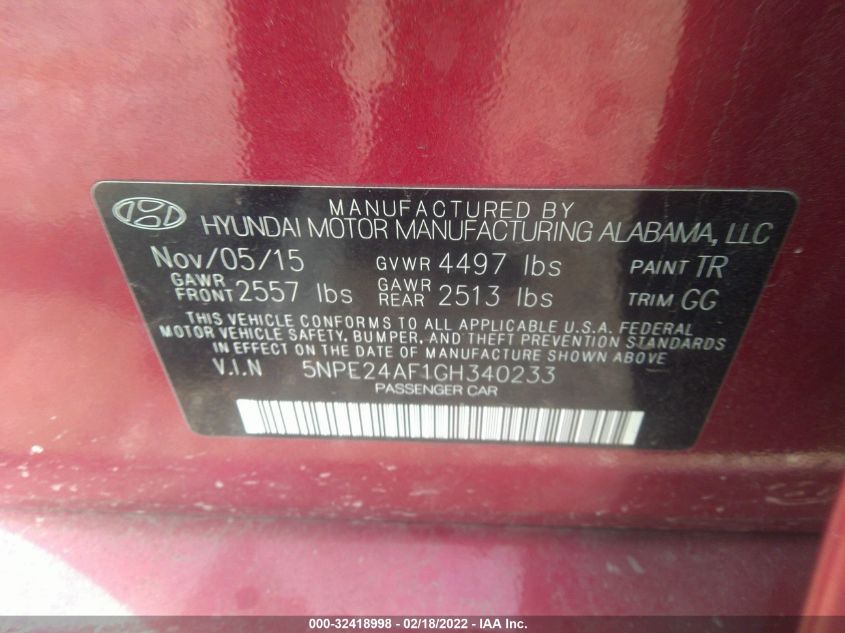 MANUFACTURED BY
HYUNDAI MOTOR MANUFACTURING ALABAMA, LLC
Nov/05/15 GVWR 4497 lbs PAINT TR
GAWR FRONT 2557 lbs GAWR REAR 2513 lbs TRIM GG
THIS VEHICLE CONFORMS TO ALL APPLICABLE U.S.A. FEDERAL
MOTOR VEHICLE SAFETY, BUMPER, AND THEFT PREVENTION STANDARDS
IN EFFECT ON THE DATE OF MANUFACTURE SHOWN ABOVE
V.I.N 5NPE24AF1GH340233
PASSENGER CAR
000-32418998 - 02/18/2022 - IAA Inc.